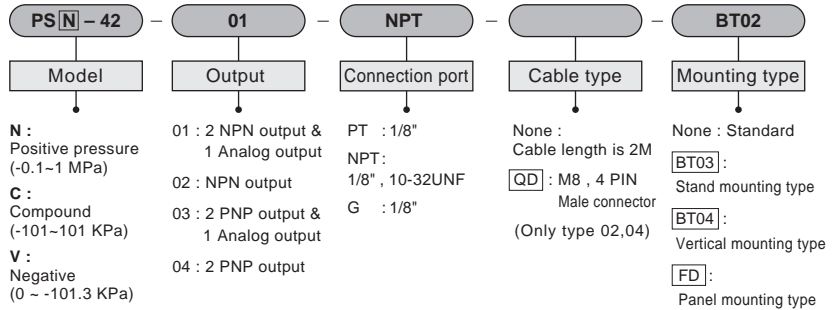 PS N – 42 – 01 – NPT – – BT02
Model
Output
Connection port
Cable type
Mounting type
N :
Positive pressure
(-0.1~1 MPa)
C :
Compound
(-101~101 KPa)
V :
Negative
(0 ~ -101.3 KPa)
01 : 2 NPN output &
1 Analog output
02 : NPN output
03 : 2 PNP output &
1 Analog output
04 : 2 PNP output
PT : 1/8"
NPT :
1/8" , 10-32UNF
G : 1/8"
None :
Cable length is 2M
QD : M8 , 4 PIN
Male connector
(Only type 02,04)
None : Standard
BT03 :
Stand mounting type
BT04 :
Vertical mounting type
FD :
Panel mounting type